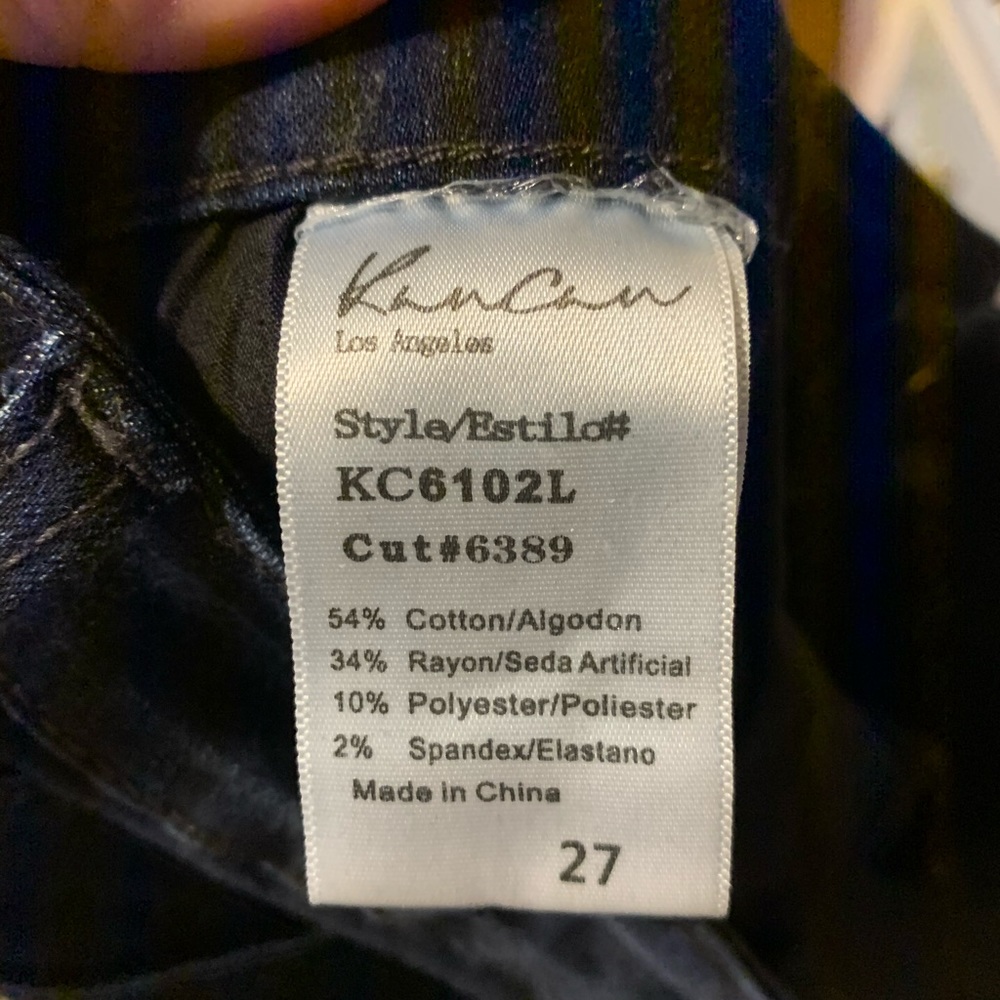 KanCan
Los Angeles
Style/Estilo#
KC6102L
Cut#6389
54% Cotton/Algodon
34% Rayon/Seda Artificial
10% Polyester/Poliester
2% Spandex/Elastano
Made in China
27